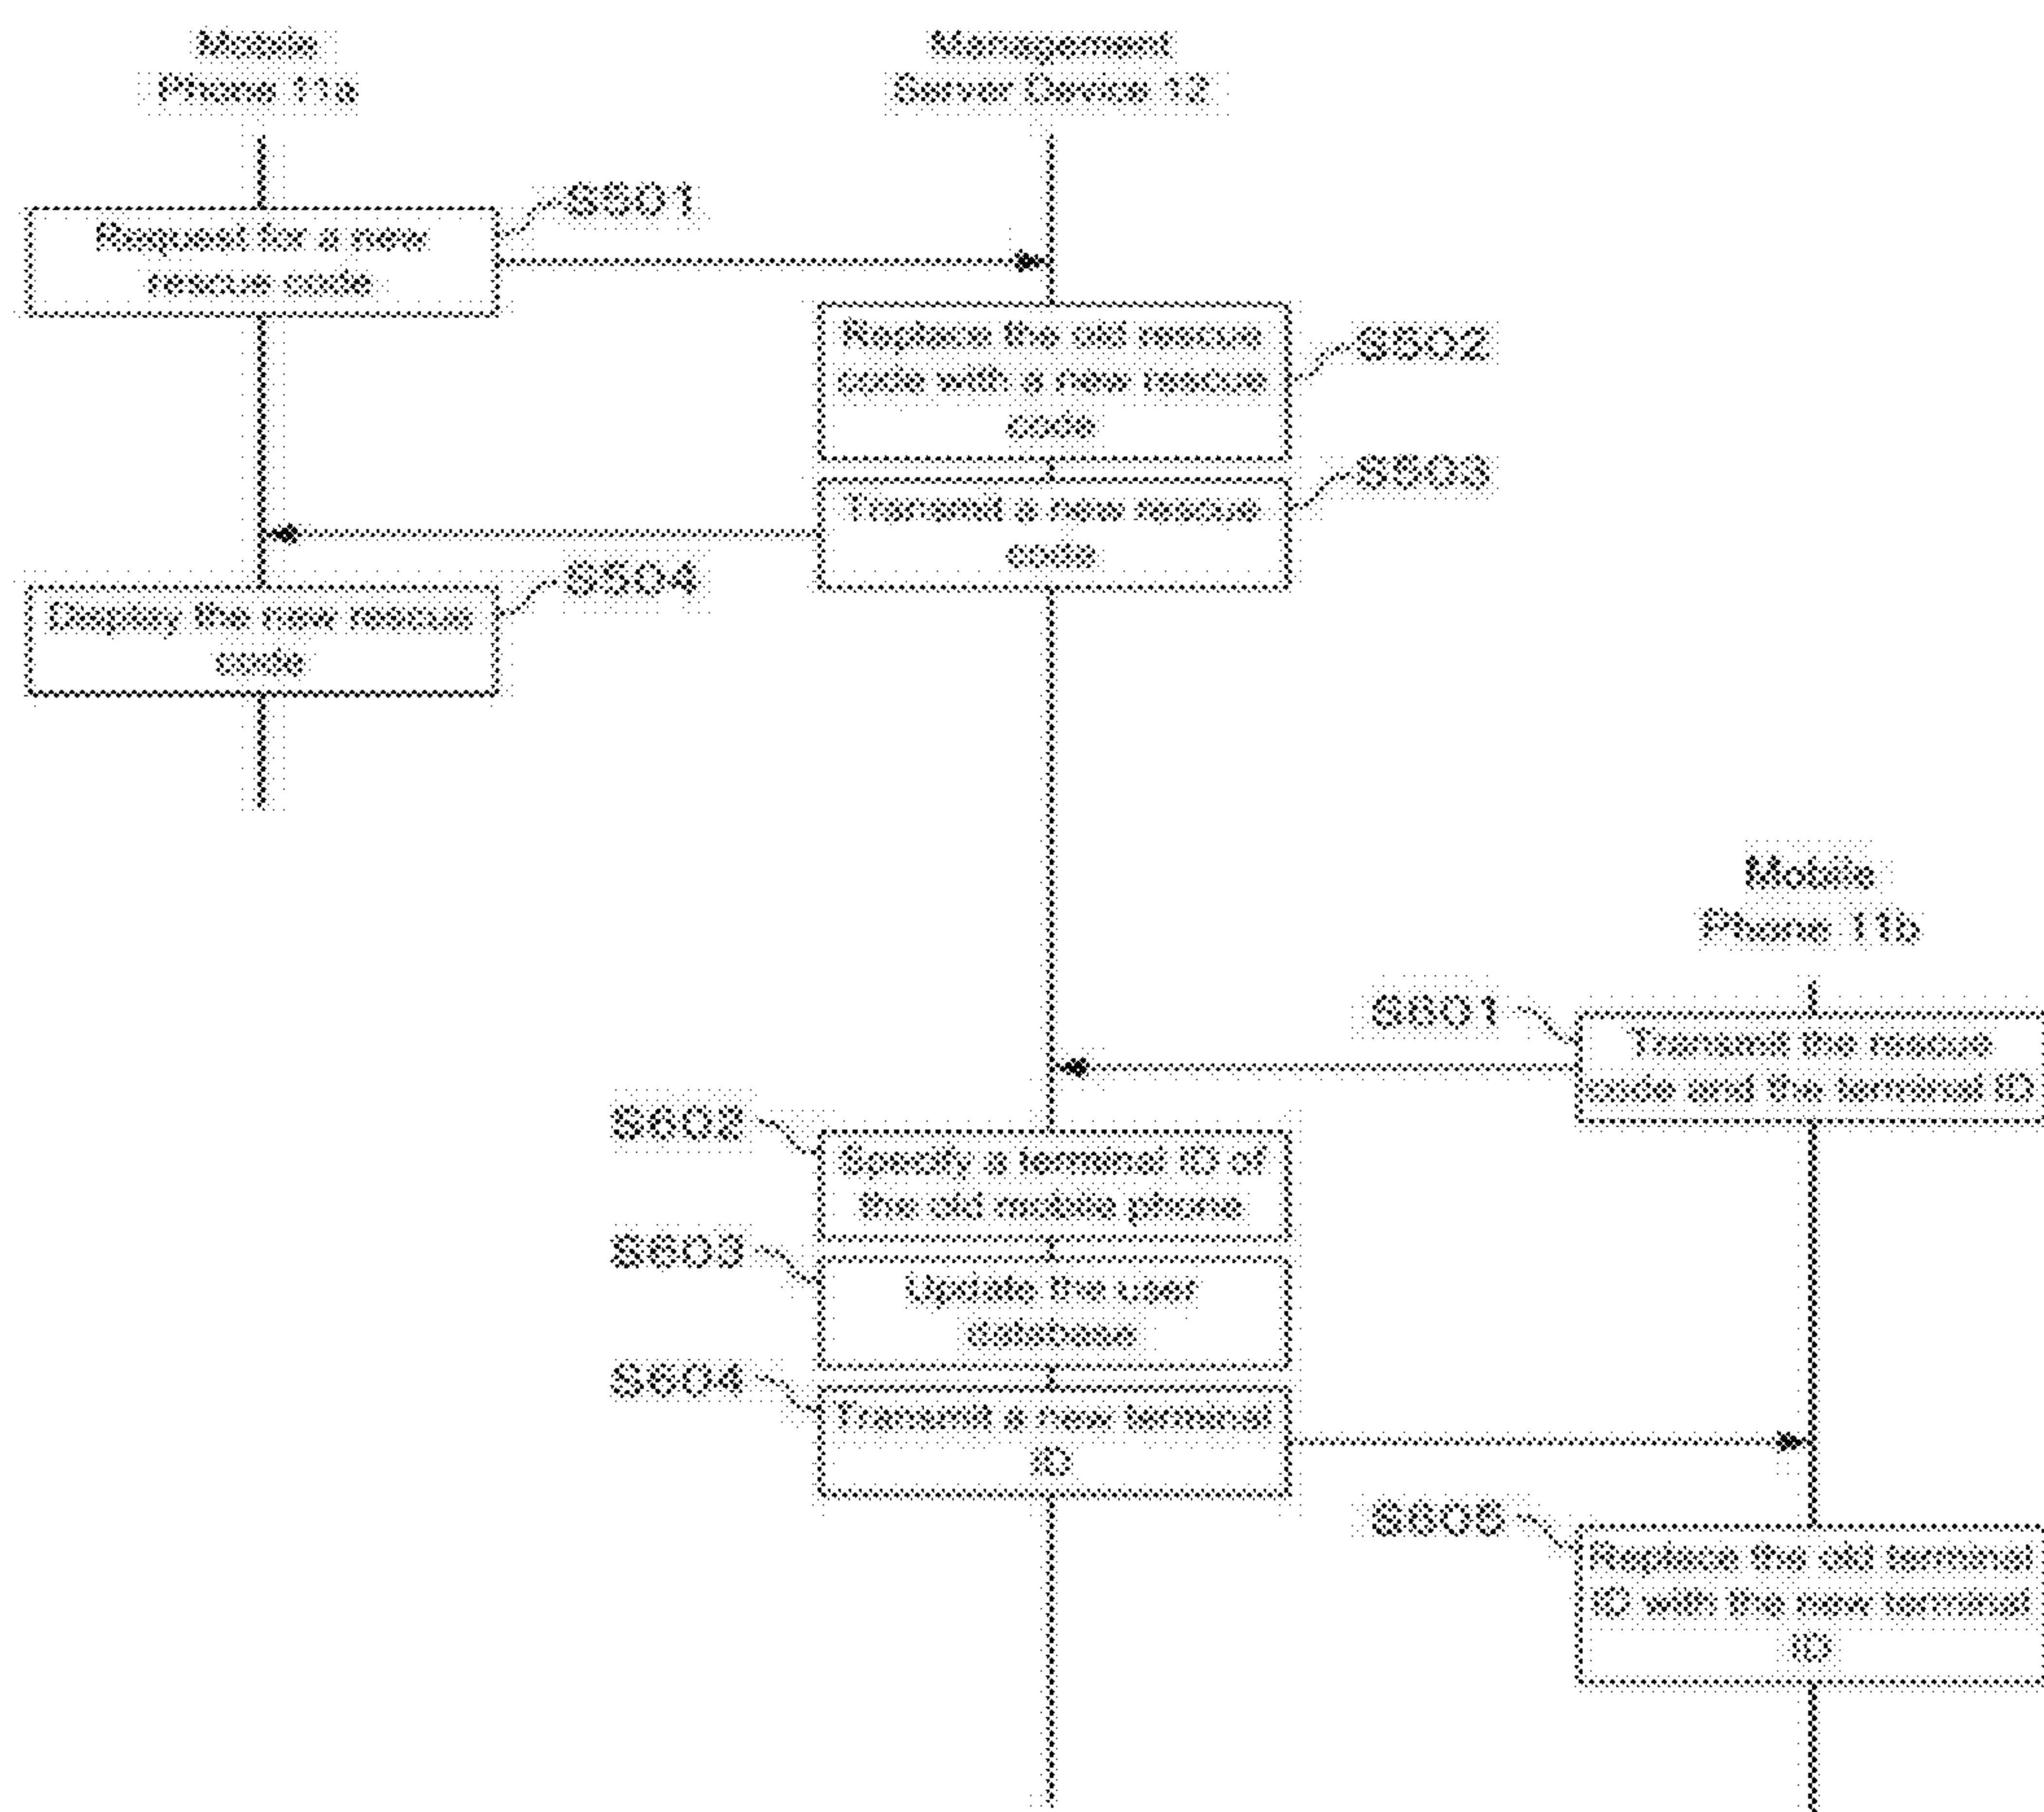 Mobile
Phone 11a
Management
Server Device 12
S501
Request for a new
rescue code
Replace the old rescue
code with a new rescue
code
S502
Transmit a new rescue
code
S503
S504
Display the new rescue
code
Mobile
Phone 11b
S601
Transmit the rescue
code and the terminal ID
S602
Specify a terminal ID of
the old mobile phone
S603
Update the user
database
S604
Transmit a new terminal
ID
S605
Replace the old terminal
ID with the new terminal
ID